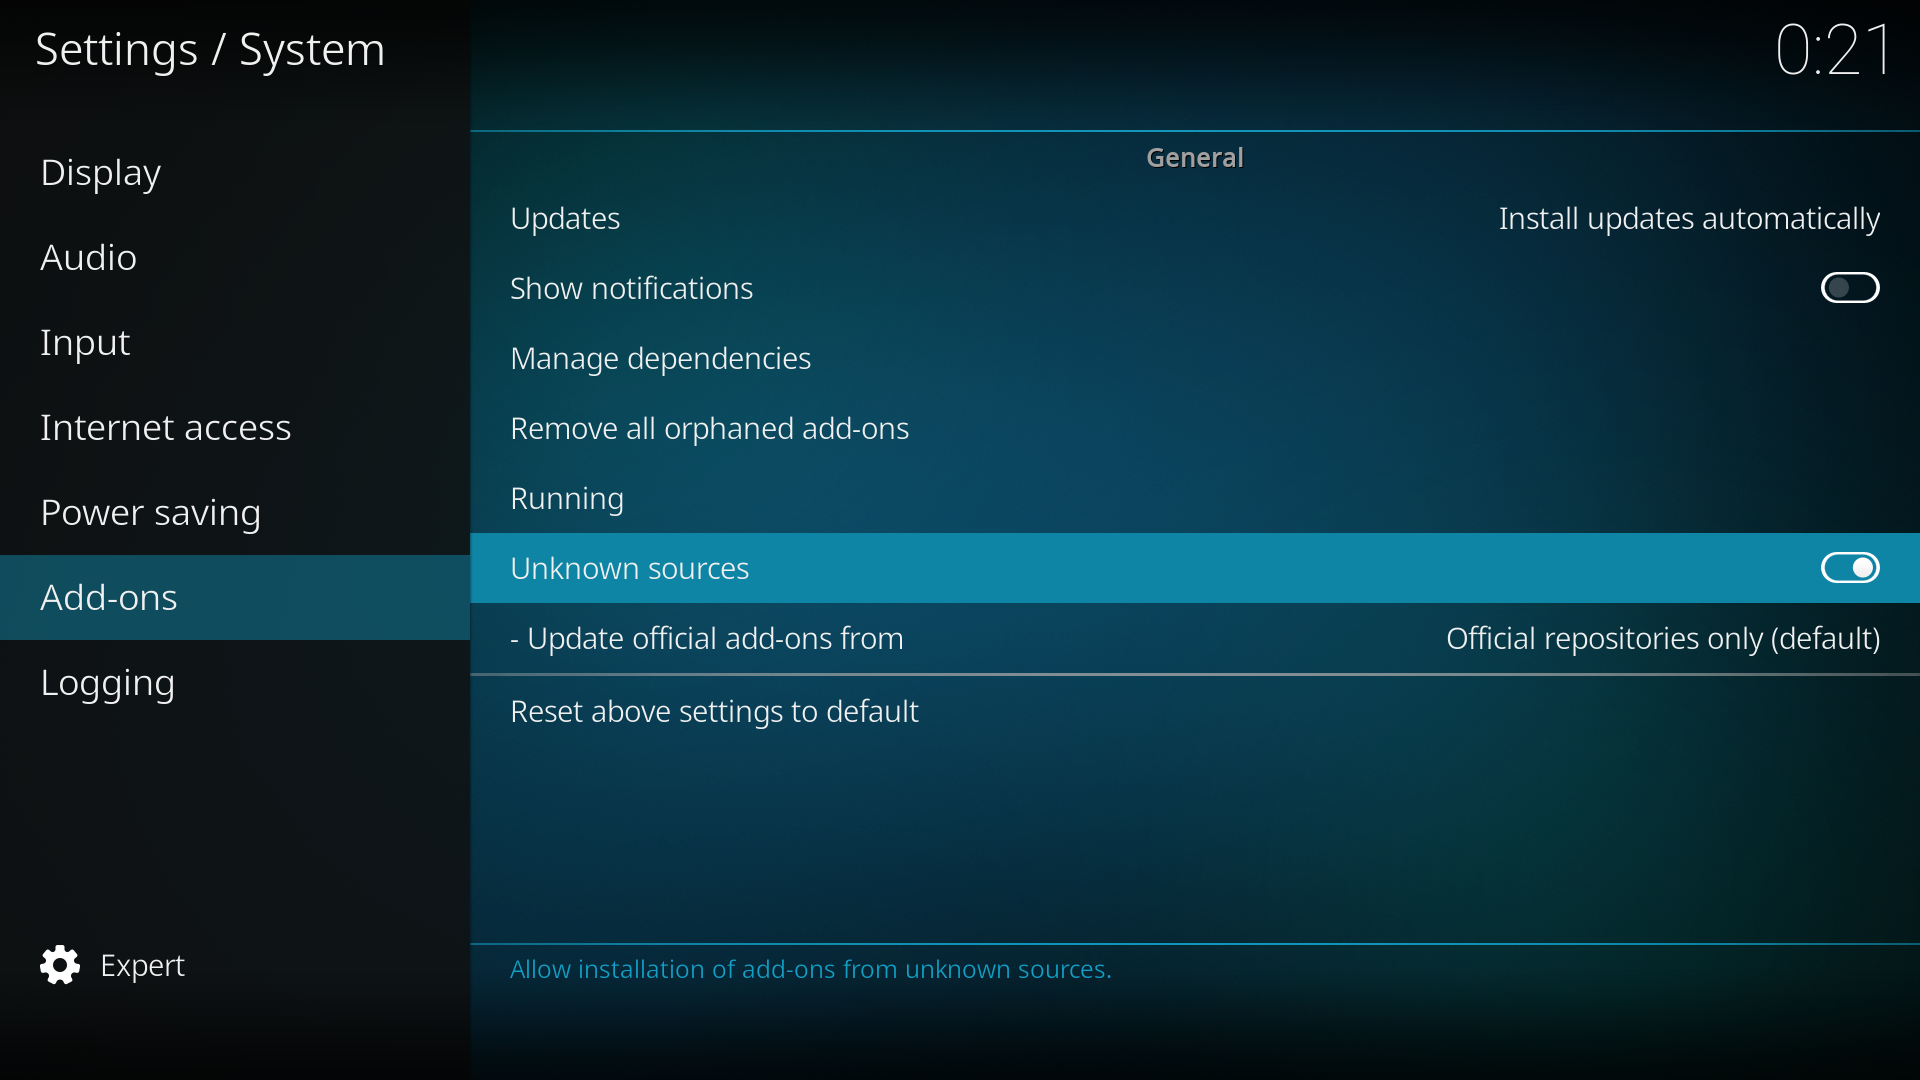 Settings / System
0:21
Display
Audio
Input
Internet access
Power saving
Add-ons
Logging
Expert
General
Updates Install updates automatically
Show notifications
Manage dependencies
Remove all orphaned add-ons
Running
Unknown sources
- Update official add-ons from Official repositories only (default)
Reset above settings to default
Allow installation of add-ons from unknown sources.